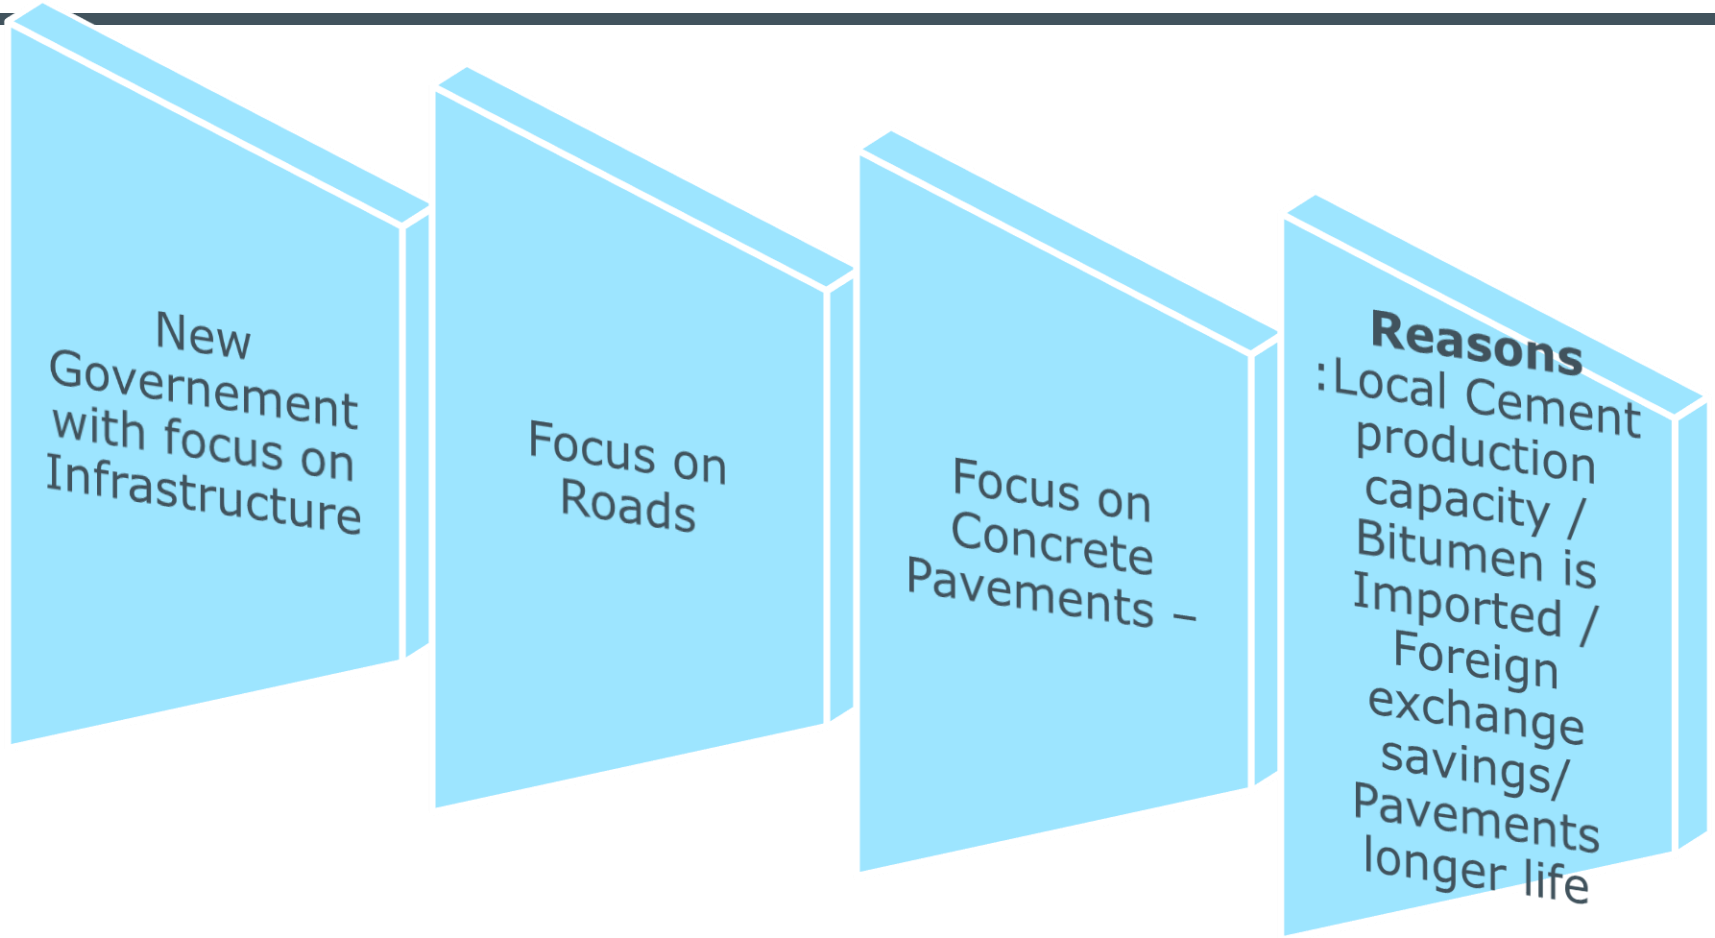 New
Governement
with focus on
Infrastructure
Focus on
Roads
Focus on
Concrete
Pavements –
Reasons
:Local Cement
production
capacity /
Bitumen is
Imported /
Foreign
exchange
savings/
Pavements
longer life